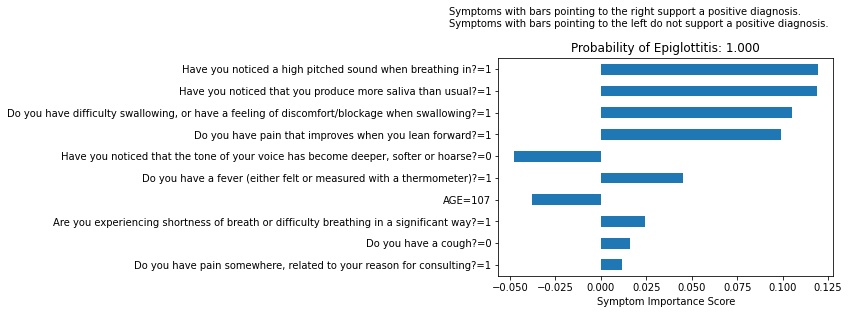 Symptoms with bars pointing to the right support a positive diagnosis.
Symptoms with bars pointing to the left do not support a positive diagnosis.
Probability of Epiglottitis: 1.000
Have you noticed a high pitched sound when breathing in?=1
Have you noticed that you produce more saliva than usual?=1
Do you have difficulty swallowing, or have a feeling of discomfort/blockage when swallowing?=1
Do you have pain that improves when you lean forward?=1
Have you noticed that the tone of your voice has become deeper, softer or hoarse?=0
Do you have a fever (either felt or measured with a thermometer)?=1
AGE=107
Are you experiencing shortness of breath or difficulty breathing in a significant way?=1
Do you have a cough?=0
Do you have pain somewhere, related to your reason for consulting?=1
−0.050 −0.025 0.000 0.025 0.050 0.075 0.100 0.125
Symptom Importance Score